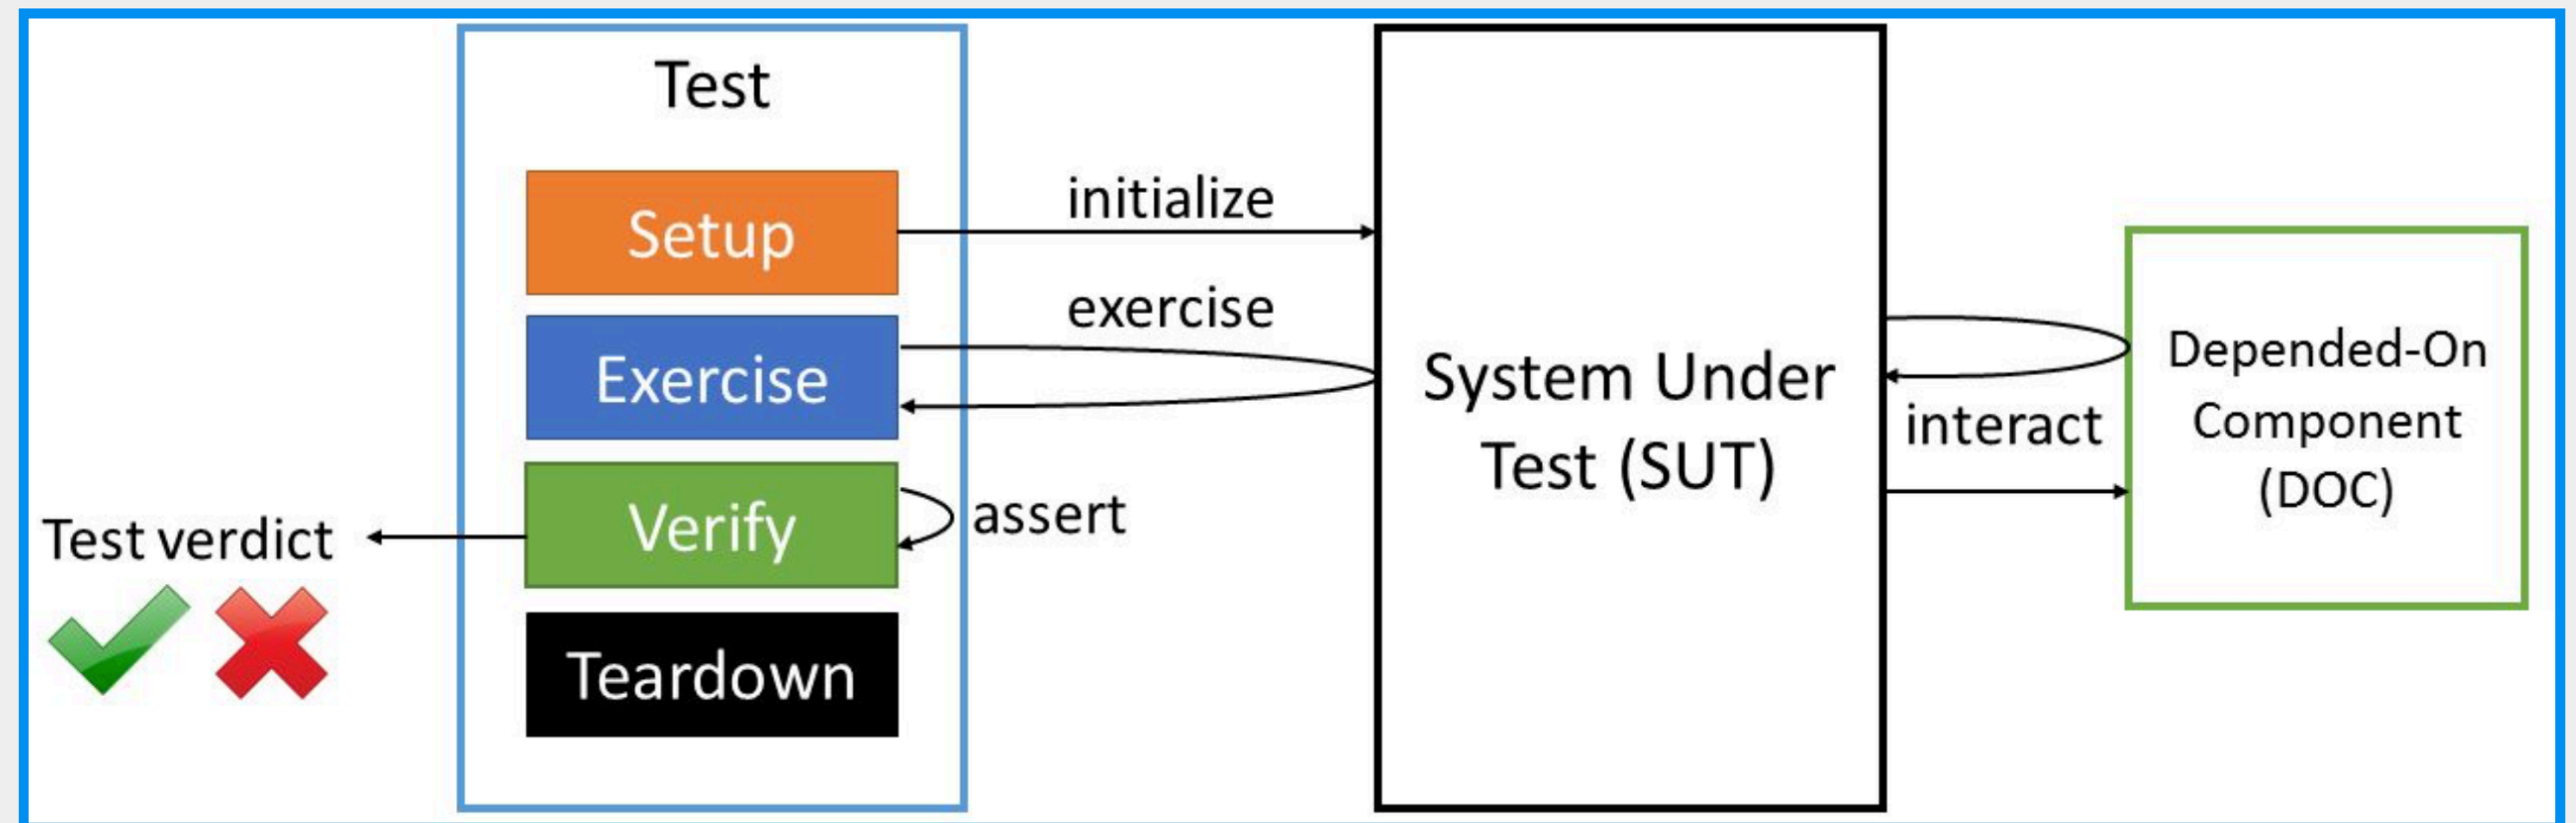 Test
Setup
initialize
Exercise
exercise
Verify
assert
Test verdict
Teardown
System Under
Test (SUT)
interact
Depended-On
Component
(DOC)